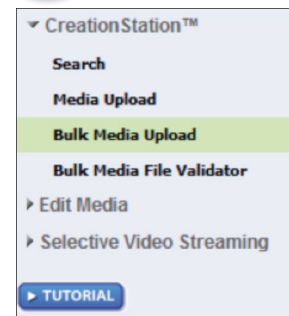 CreationStation™
Search
Media Upload
Bulk Media Upload
Bulk Media File Validator
Edit Media
Selective Video Streaming
TUTORIAL